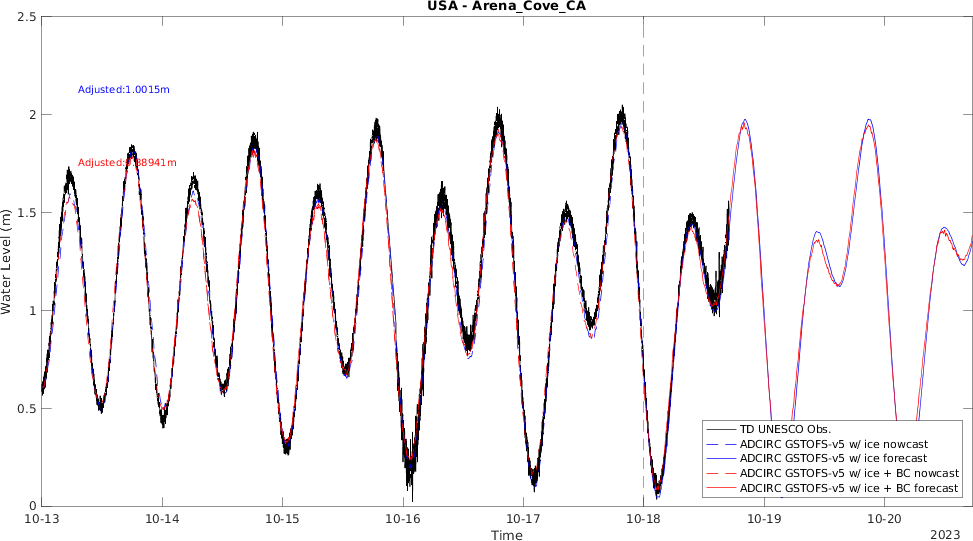 USA - Arena_Cove_CA
2.5
2
1.5
1
0.5
0
Water Level (m)
Adjusted:1.0015m
Adjusted:0.88941m
TD UNESCO Obs.
ADCIRC GSTOFS-v5 w/ ice nowcast
ADCIRC GSTOFS-v5 w/ ice forecast
ADCIRC GSTOFS-v5 w/ ice + BC nowcast
ADCIRC GSTOFS-v5 w/ ice + BC forecast
10-13 10-14 10-15 10-16 10-17 10-18 10-19 10-20
Time
2023